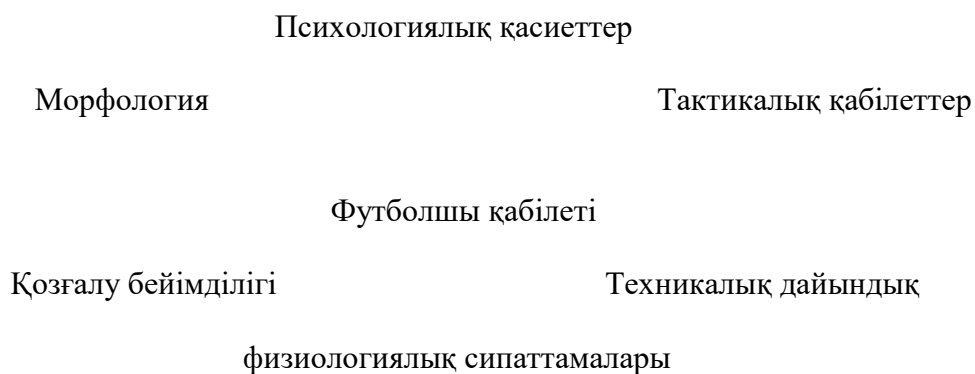 Психологиялық қасиеттер
Морфология
Тактикалық қабілеттер
Футболшы қабілеті
Қозғалу бейімділігі
Техникалық дайындық
физиологиялық сипаттамалары